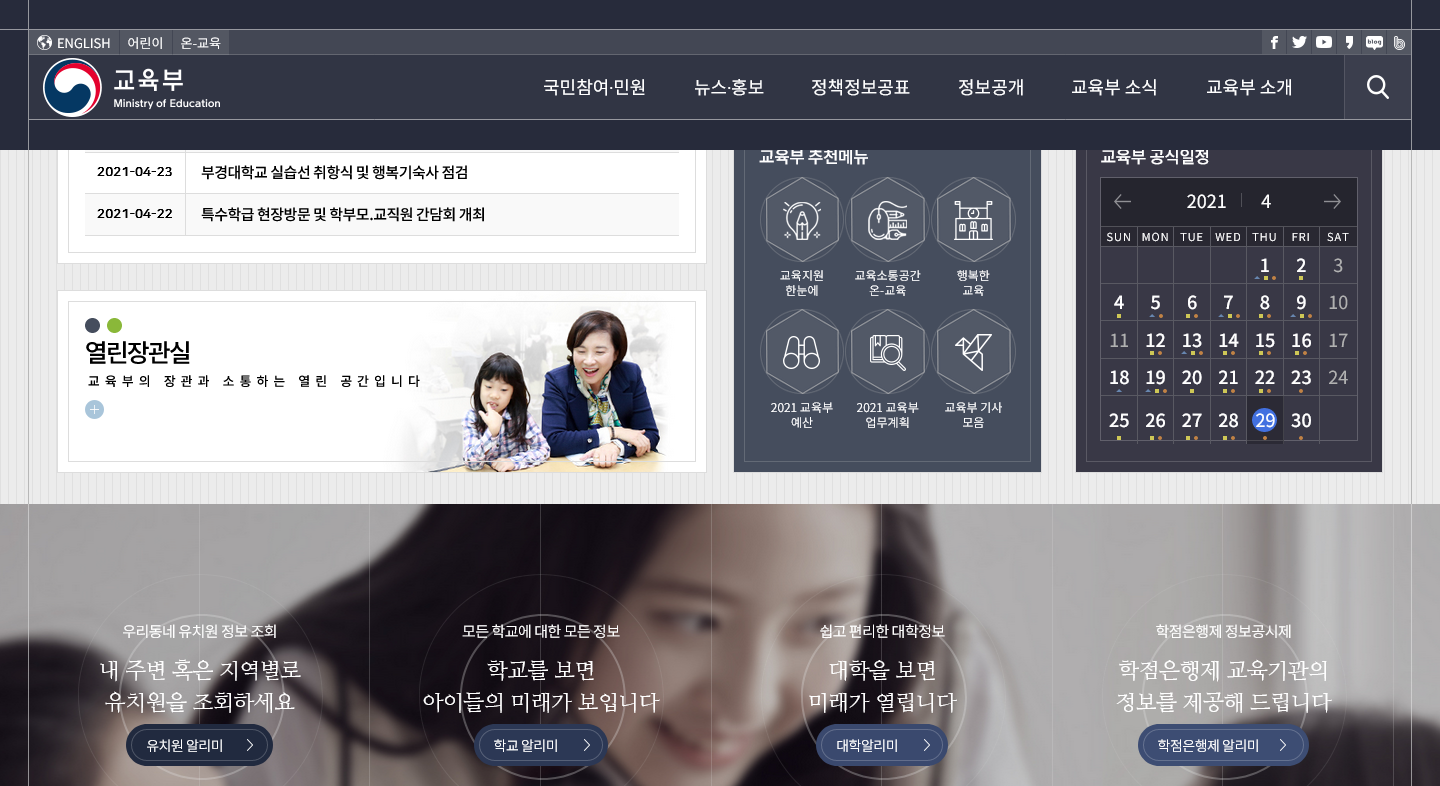 ENGLISH
어린이
온-교육
blog
교육부
Ministry of Education
국민참여·민원
뉴스·홍보
정책정보공표
정보공개
교육부 소식
교육부 소개
2021-04-23
부경대학교 실습선 취항식 및 행복기숙사 점검
2021-04-22
특수학급 현장방문 및 학부모.교직원 간담회 개최
열린장관실
교육부의 장관과 소통하는 열린 공간입니다
교육부 추천메뉴
교육지원
한눈에
교육소통공간
온-교육
행복한
교육
2021 교육부
예산
2021 교육부
업무계획
교육부 기사
모음
교육부 공식일정
2021 4
SUN MON TUE WED THU FRI SAT
1 2 3
4 5 6 7 8 9 10
11 12 13 14 15 16 17
18 19 20 21 22 23 24
25 26 27 28 29 30
우리동네 유치원 정보 조회
내 주변 혹은 지역별로
유치원을 조회하세요
유치원 알리미
모든 학교에 대한 모든 정보
학교를 보면
아이들의 미래가 보입니다
학교 알리미
쉽고 편리한 대학정보
대학을 보면
미래가 열립니다
대학알리미
학점은행제 정보공시제
학점은행제 교육기관의
정보를 제공해 드립니다
학점은행제 알리미